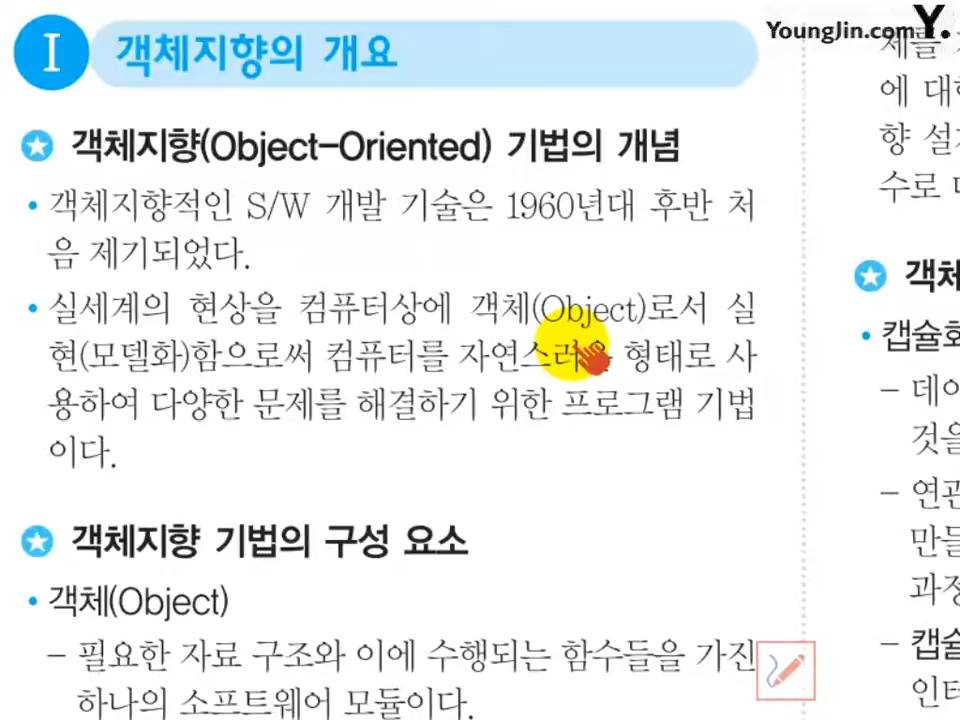 I 객체지향의 개요
YoungJin.com Y.
객체지향(Object-Oriented) 기법의 개념
• 객체지향적인 S/W 개발 기술은 1960년대 후반 처
음 제기되었다.
• 실세계의 현상을 컴퓨터상에 객체(Object)로서 실
현(모델화)함으로써 컴퓨터를 자연스러운 형태로 사
용하여 다양한 문제를 해결하기 위한 프로그램 기법
이다.
객체지향 기법의 구성 요소
• 객체(Object)
– 필요한 자료 구조와 이에 수행되는 함수들을 가진
하나의 소프트웨어 모듈이다.
에 대
향 설
수로
객체
• 캡슐화
– 데이
것을
– 연관
만들
과정
– 캡슐
인터